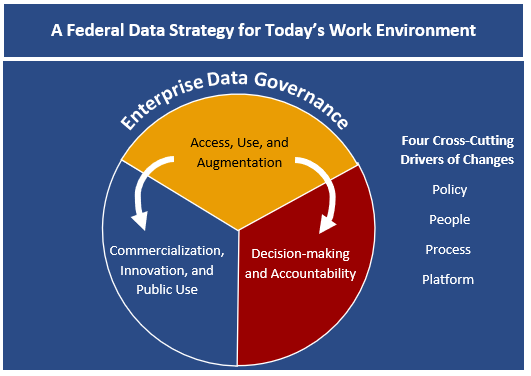 A Federal Data Strategy for Today’s Work Environment
Enterprise Data Governance
Access, Use, and
Augmentation
Commercialization,
Innovation, and
Public Use
Decision-making
and Accountability
Four Cross-Cutting
Drivers of Changes
Policy
People
Process
Platform